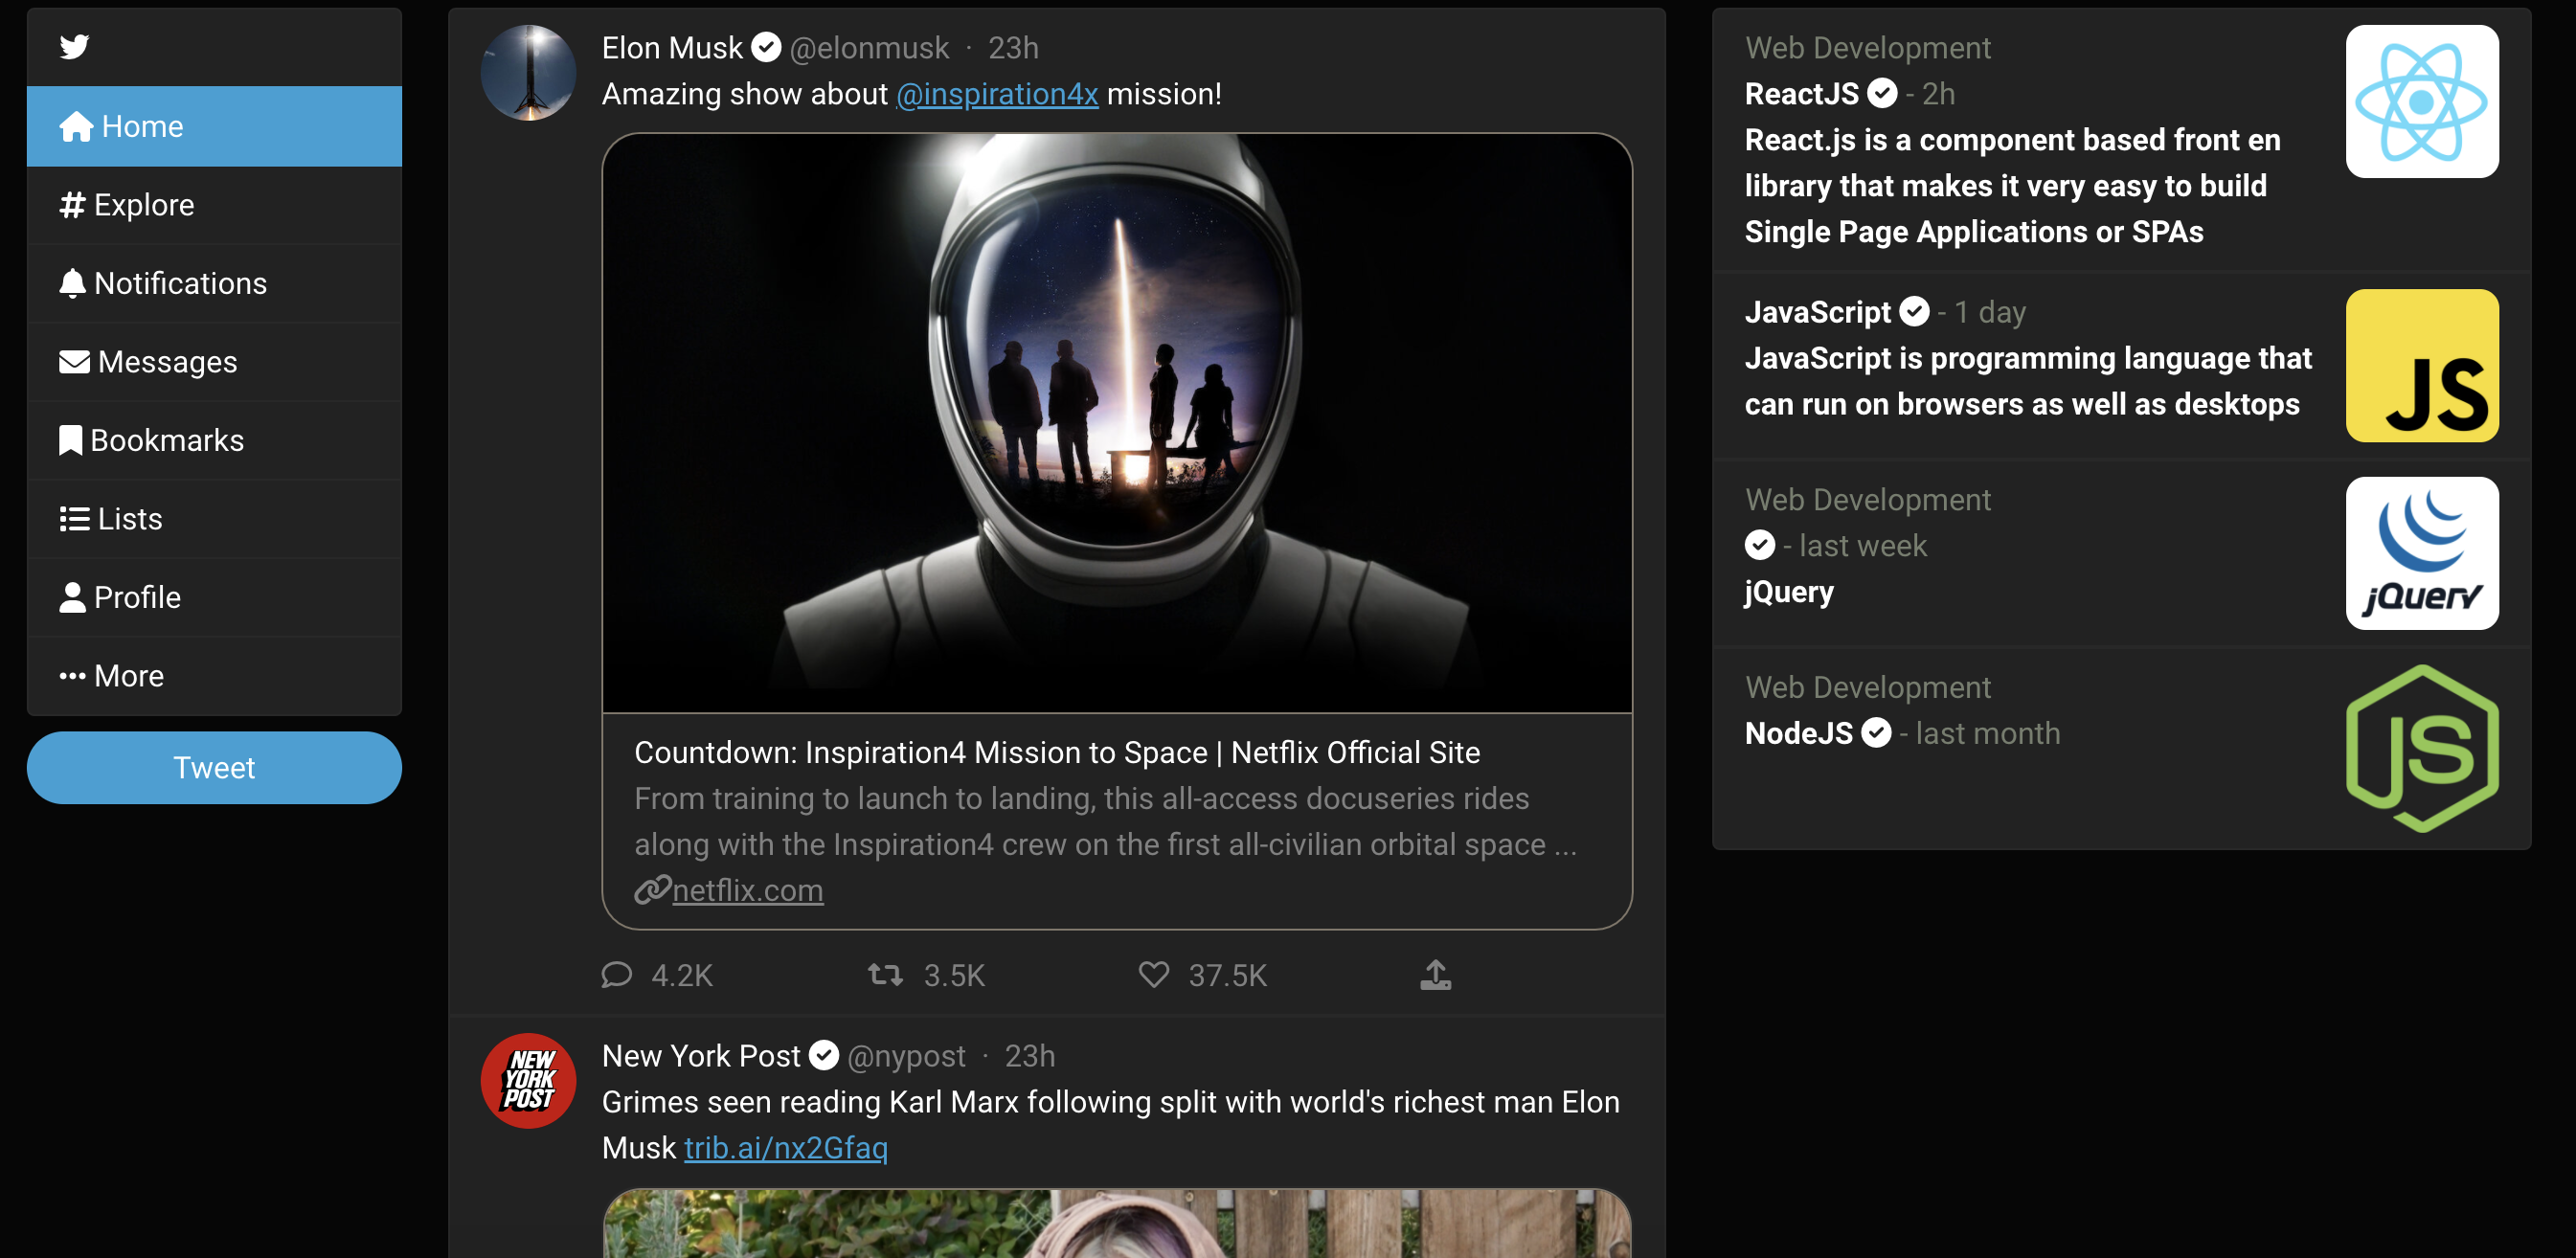 Home
Explore
Notifications
Messages
Bookmarks
Lists
Profile
More
Tweet
Elon Musk @elonmusk · 23h
Amazing show about @inspiration4x mission!
Countdown: Inspiration4 Mission to Space | Netflix Official Site
From training to launch to landing, this all-access docuseries rides
along with the Inspiration4 crew on the first all-civilian orbital space ...
netflix.com
4.2K 3.5K 37.5K
NEW
YORK
POST
New York Post @nypost · 23h
Grimes seen reading Karl Marx following split with world's richest man Elon
Musk trib.ai/nx2Gfaq
Web Development
ReactJS - 2h
React.js is a component based front en
library that makes it very easy to build
Single Page Applications or SPAs
JavaScript - 1 day
JavaScript is programming language that
can run on browsers as well as desktops
JS
Web Development
- last week
jQuery
jQuery
Web Development
NodeJS - last month
JS